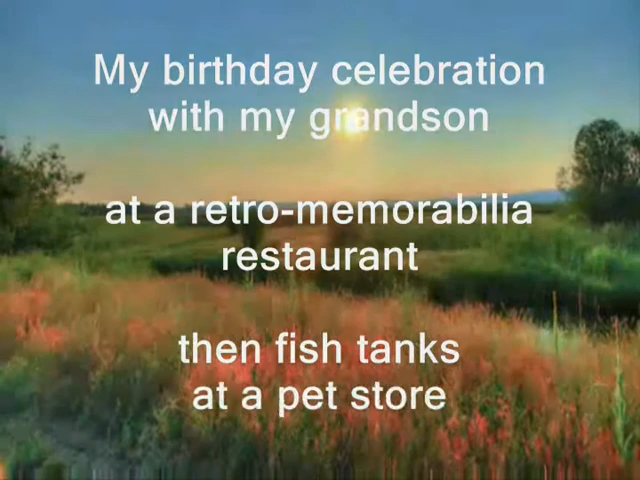 My birthday celebration
with my grandson
at a retro-memorabilia
restaurant
then fish tanks
at a pet store